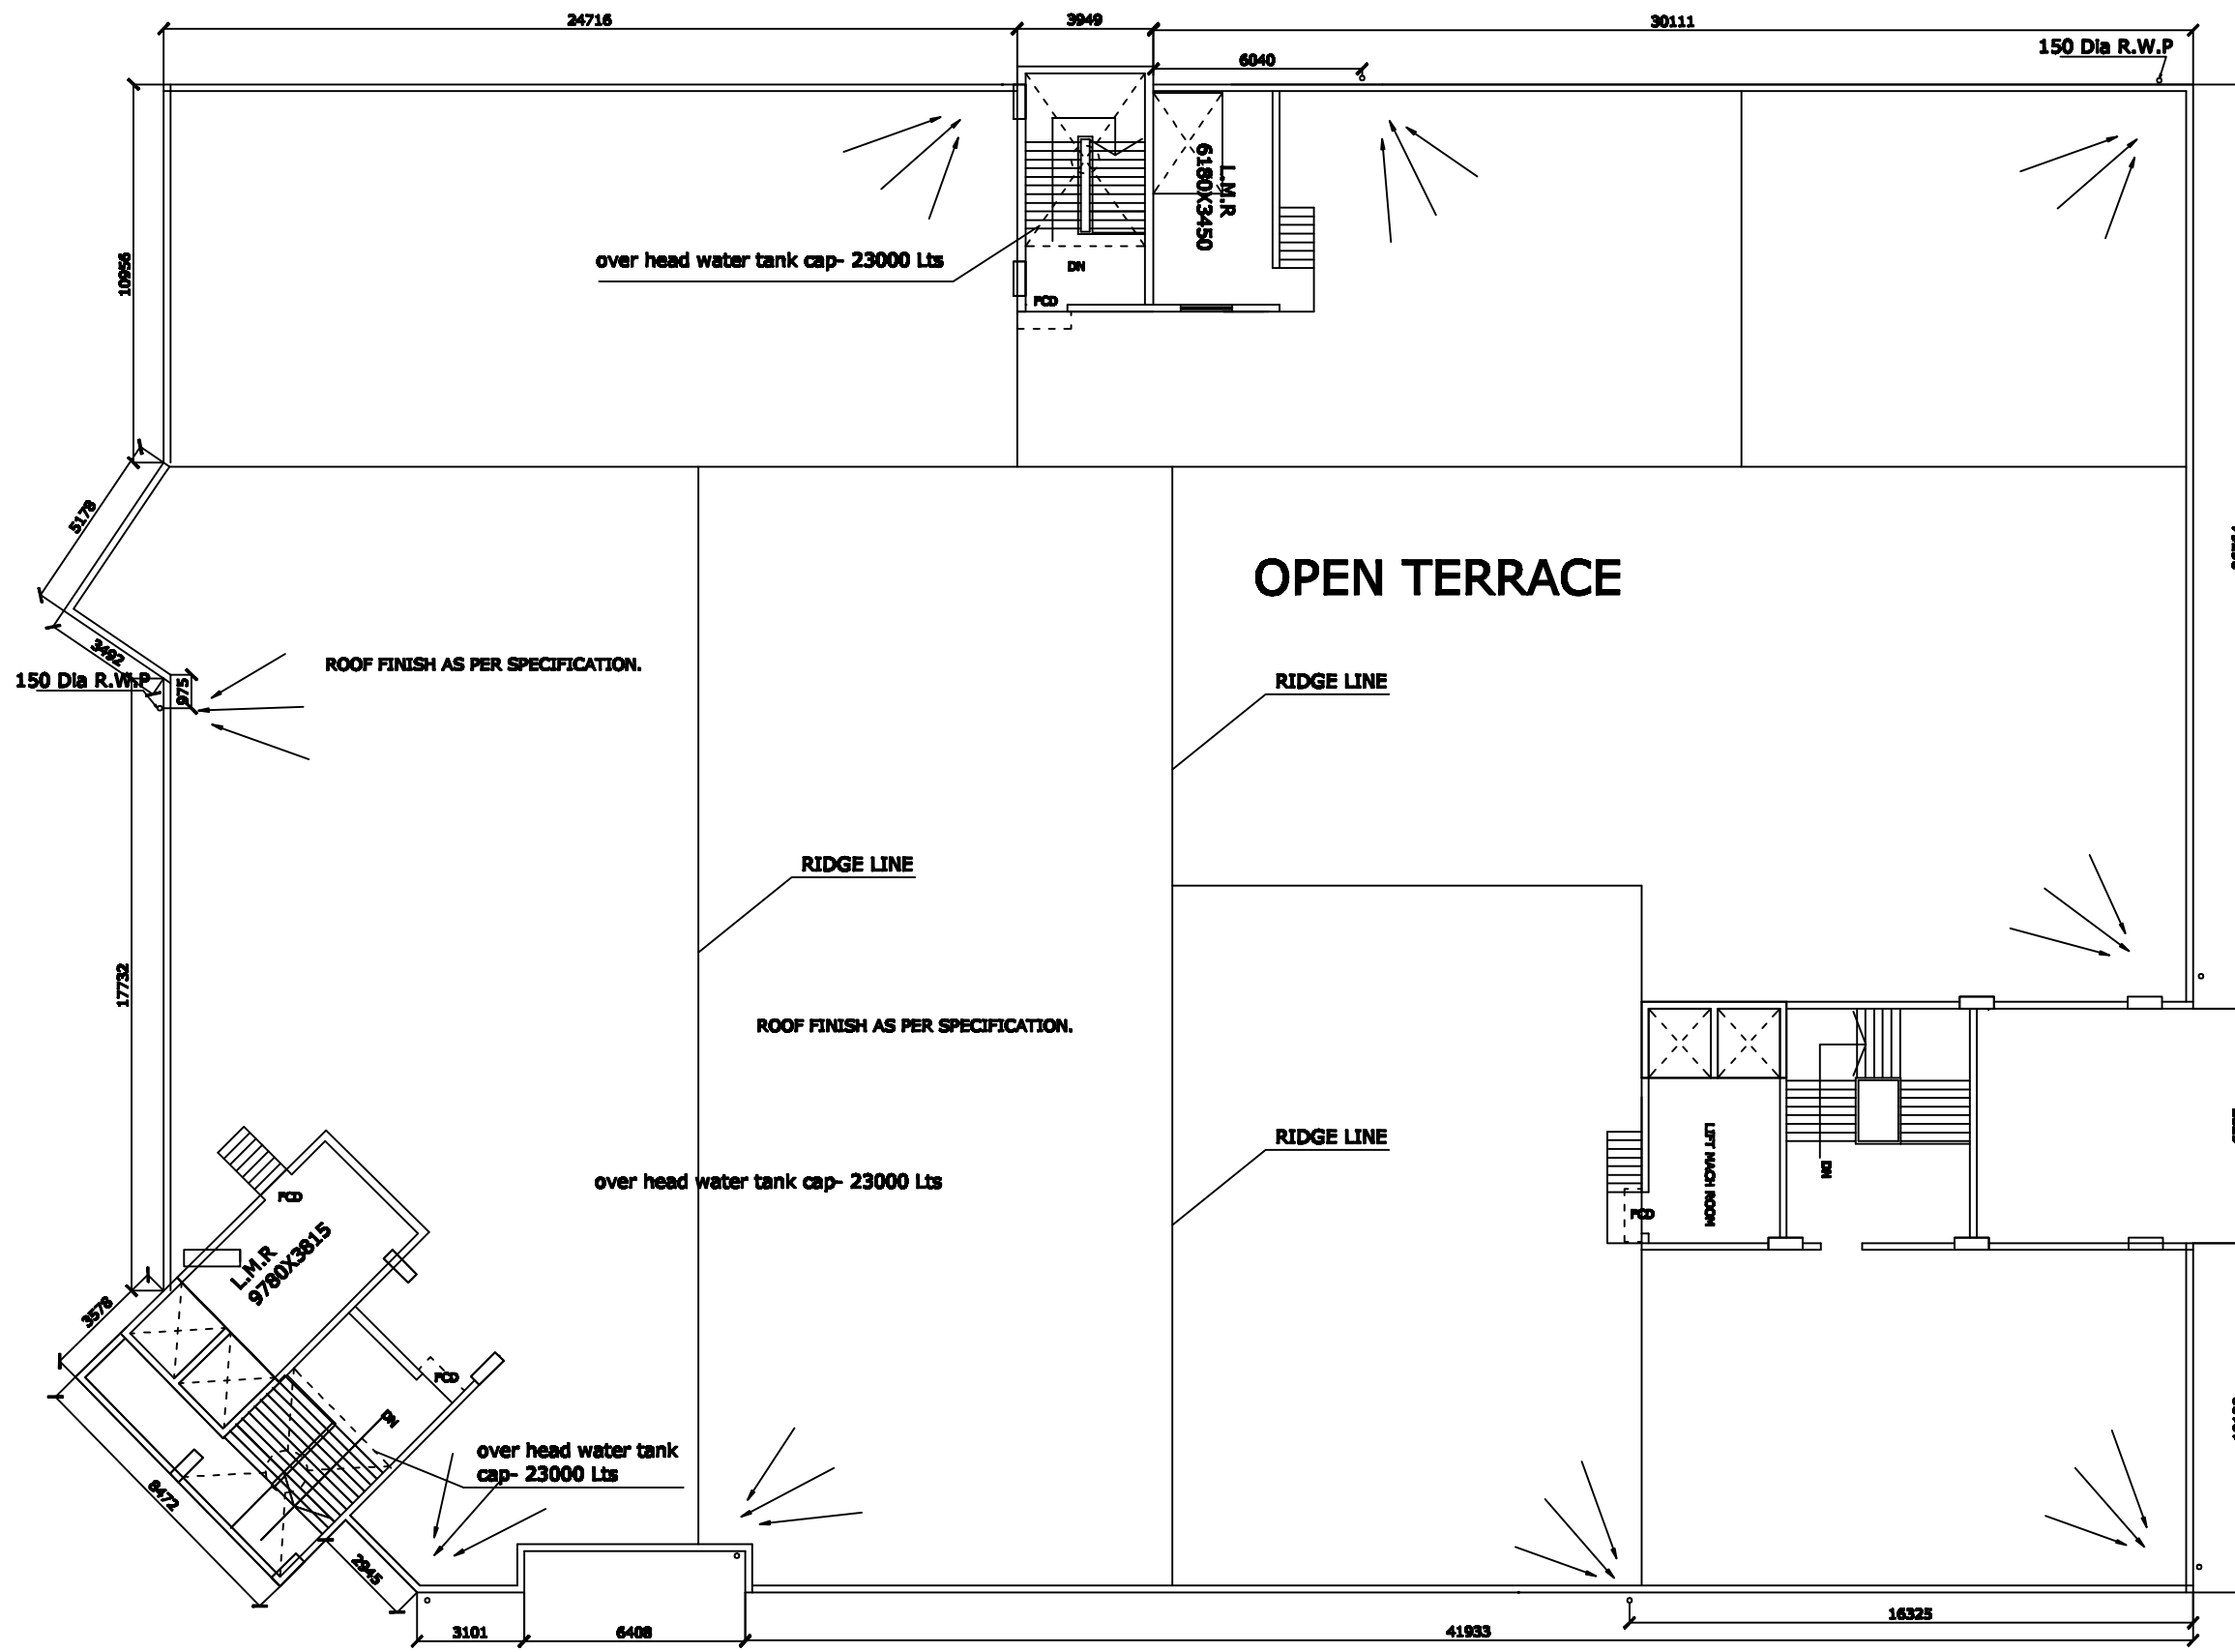 24716
3949
30111
6040
150 Dia R.W.P
L.M.R
6180X3450
10956
over head water tank cap- 23000 Lts
DN
FCD
5178
OPEN TERRACE
3492
ROOF FINISH AS PER SPECIFICATION.
150 Dia R.W.P
975
RIDGE LINE
RIDGE LINE
17732
ROOF FINISH AS PER SPECIFICATION.
RIDGE LINE
LIFT MACH ROOM
DN
over head water tank cap- 23000 Lts
FCD
FCD
L.M.R
9780X3815
3578
FCD
DN
over head water tank
cap- 23000 Lts
8472
2945
16325
3101
6408
41933